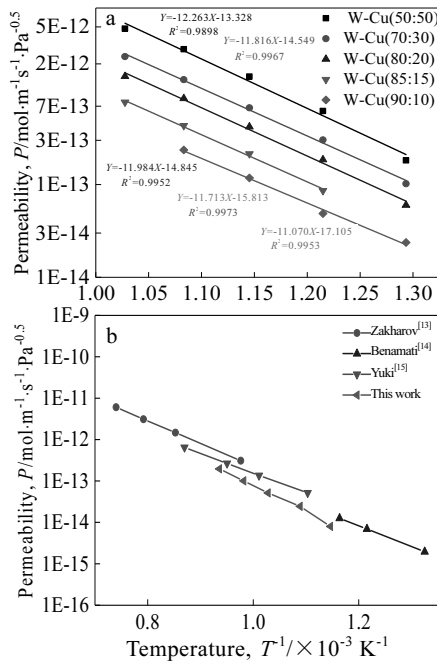 a
Permeability, P/mol·m⁻¹s⁻¹·Pa⁻⁰·⁵
5E-12
2E-12
7E-13
1E-13
3E-14
1E-14
Y=-12.263X-13.328
R²=0.9898
Y=-11.816X-14.549
R²=0.9967
W-Cu(50:50)
W-Cu(70:30)
W-Cu(80:20)
W-Cu(85:15)
W-Cu(90:10)
Y=-11.984X-14.845
R²=0.9952
Y=-11.713X-15.813
R²=0.9973
Y=-11.070X-17.105
R²=0.9953
1.00 1.05 1.10 1.15 1.20 1.25 1.30
b
Permeability, P/mol·m⁻¹·s⁻¹·Pa⁻⁰·⁵
1E-9
1E-10
1E-11
1E-12
1E-13
1E-14
1E-15
1E-16
Zakharov[13]
Benamati[14]
Yuki[15]
This work
0.8 1.0 1.2
Temperature, T⁻¹/×10⁻³ K⁻¹